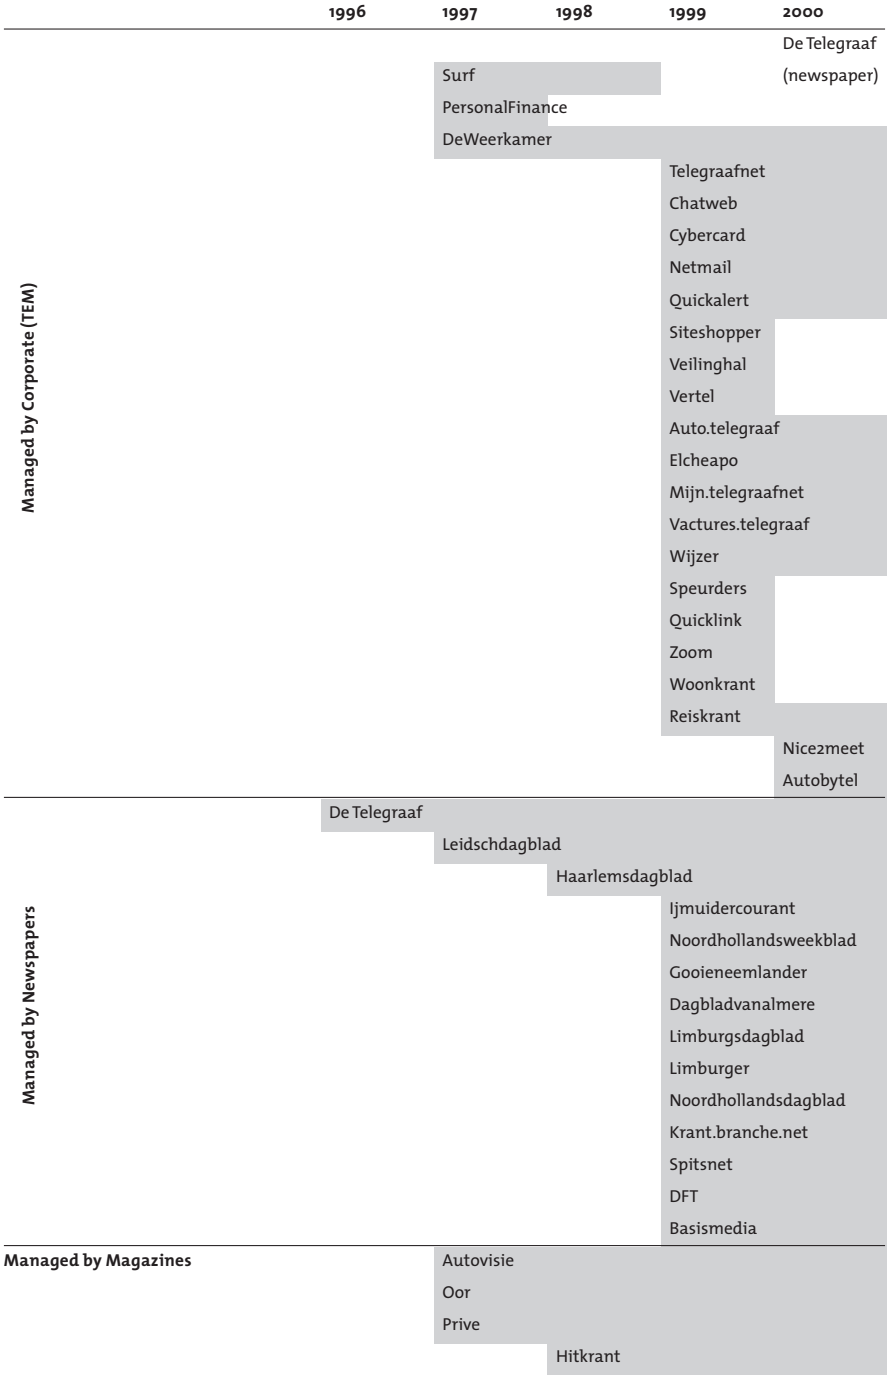 1996 1997 1998 1999 2000
De Telegraaf
Surf (newspaper)
PersonalFinance
DeWeerkamer
Telegraafnet
Chatweb
Cybercard
Netmail
Quickalert
Siteshopper
Veilinghal
Vertel
Auto.telegraaf
Elcheapo
Mijn.telegraafnet
Vactures.telegraaf
Wijzer
Speurders
Quicklink
Zoom
Woonkrant
Reiskrant
Nice2meet
Autobytel
Managed by Corporate (TEM)
De Telegraaf
Leidschdagblad
Haarlemsdagblad
Ijmuidercourant
Noordhollandsweekblad
Gooieneemlander
Dagbladvanalmere
Limburgsdagblad
Limburger
Noordhollandsdagblad
Krant.branche.net
Spitsnet
DFT
Basismedia
Managed by Newspapers
Managed by Magazines Autovisie
Oor
Prive
Hitkrant